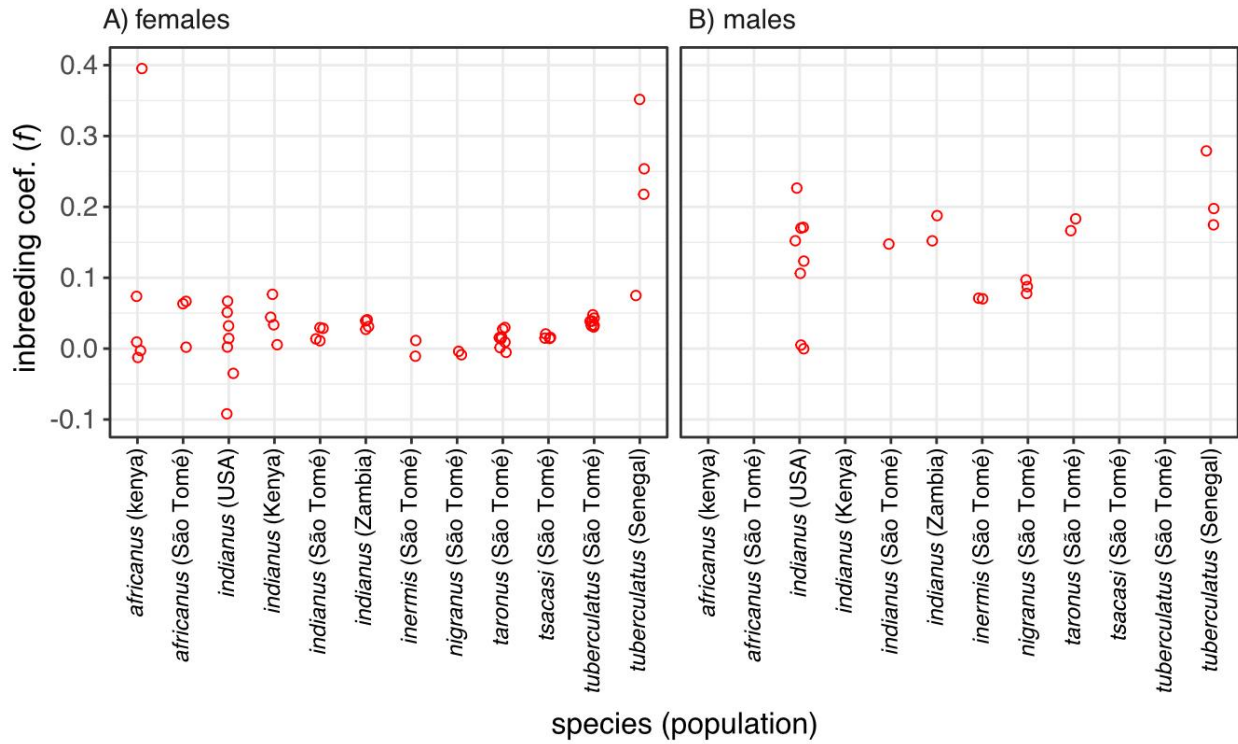 A) females
B) males
inbreeding coef. (f)
0.4
0.3
0.2
0.1
0.0
-0.1
africanus (kenya)
africanus (São Tomé)
indianus (USA)
indianus (Kenya)
indianus (São Tomé)
indianus (Zambia)
inermis (São Tomé)
nigranus (São Tomé)
taronus (São Tomé)
tsacasi (São Tomé)
tuberculatus (São Tomé)
tuberculatus (Senegal)
africanus (kenya)
africanus (São Tomé)
indianus (USA)
indianus (Kenya)
indianus (São Tomé)
indianus (Zambia)
inermis (São Tomé)
nigranus (São Tomé)
taronus (São Tomé)
tsacasi (São Tomé)
tuberculatus (São Tomé)
tuberculatus (Senegal)
species (population)